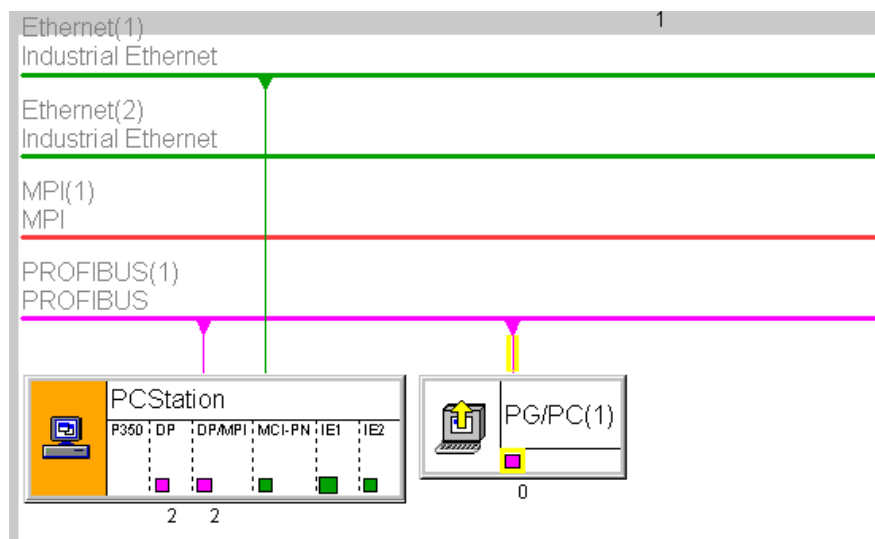 1
Ethernet(1)
Industrial Ethernet
Ethernet(2)
Industrial Ethernet
MPI(1)
MPI
PROFIBUS(1)
PROFIBUS
PCStation
P350 DP DP/MPI MCI-PN IE1 IE2
2 2
PG/PC(1)
0